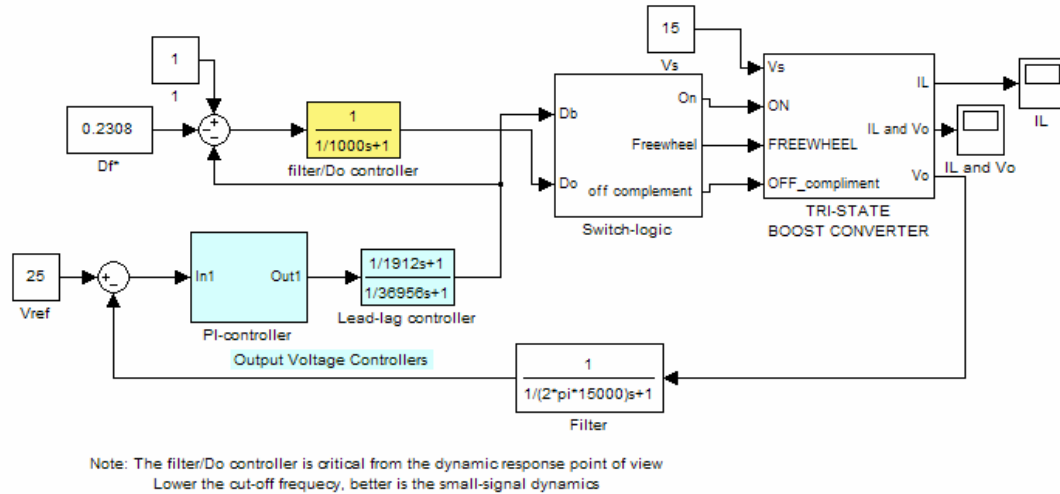 1
1
0.2308
Df*
1
1/1000s+1
filter/Do controller
15
Vs
Db
Do
On
Freewheel
off complement
Switch-logic
Vs
ON
FREEWHEEL
OFF_compliment
IL
IL and Vo
Vo
TRI-STATE
BOOST CONVERTER
IL
IL and Vo
25
Vref
In1
Out1
PI-controller
1/1912s+1
1/36956s+1
Lead-lag controller
Output Voltage Controllers
1
1/(2*pi*15000)s+1
Filter
Note: The filter/Do controller is critical from the dynamic response point of view
Lower the cut-off frequecy, better is the small-signal dynamics